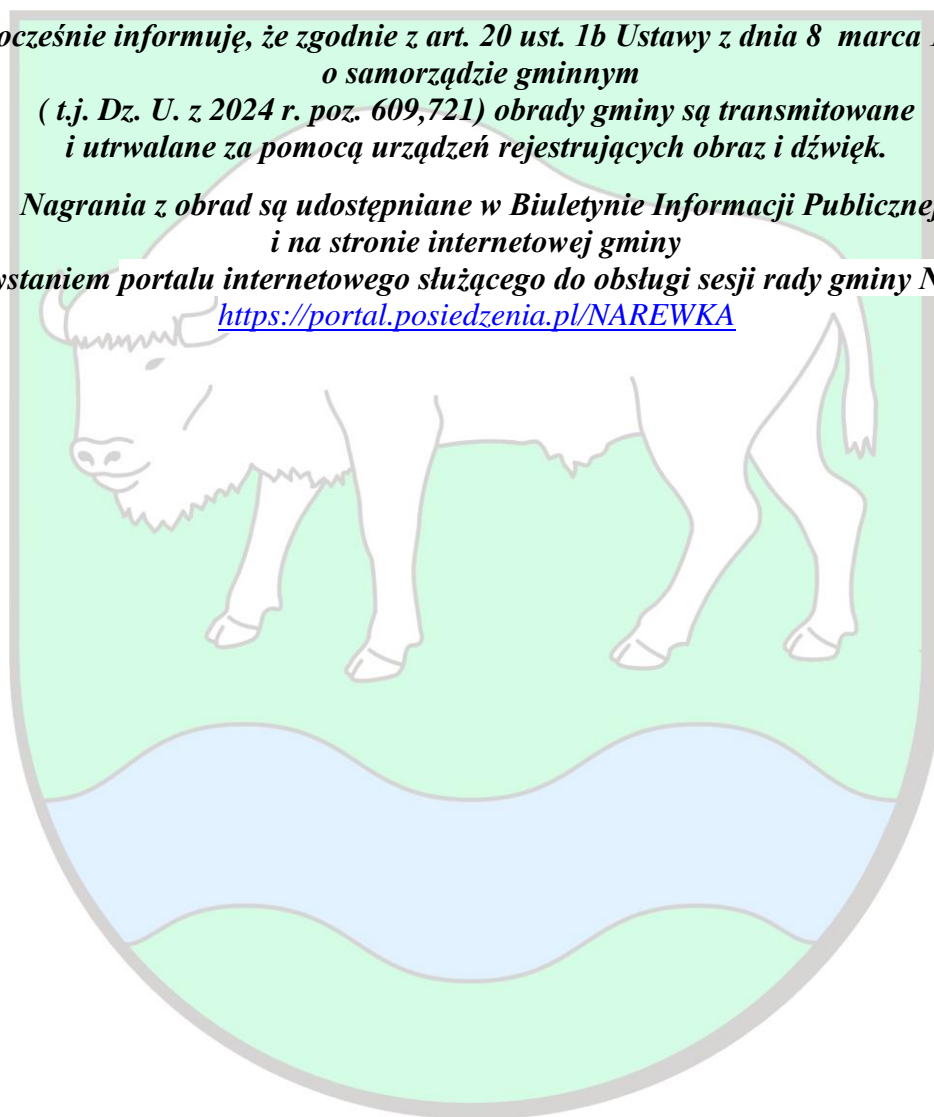 ocześnie informuję, że zgodnie z art. 20 ust. 1b Ustawy z dnia 8 marca
o samorządzie gminnym
( t.j. Dz. U. z 2024 r. poz. 609,721) obrady gminy są transmitowane
i utrwalane za pomocą urządzeń rejestrujących obraz i dźwięk.
Nagrania z obrad są udostępniane w Biuletynie Informacji Publicznej
i na stronie internetowej gminy
ystaniem portalu internetowego służącego do obsługi sesji rady gminy N
https://portal.posiedzenia.pl/NAREWKA